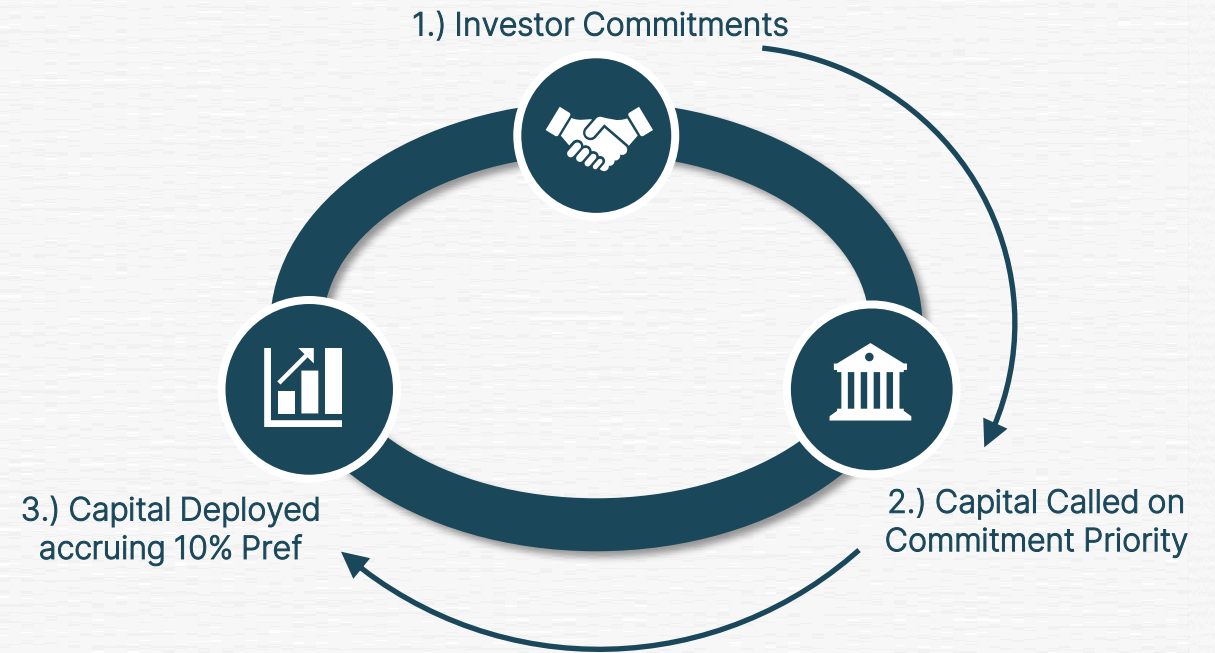 1.) Investor Commitments
2.) Capital Called on
Commitment Priority
3.) Capital Deployed
accruing 10% Pref